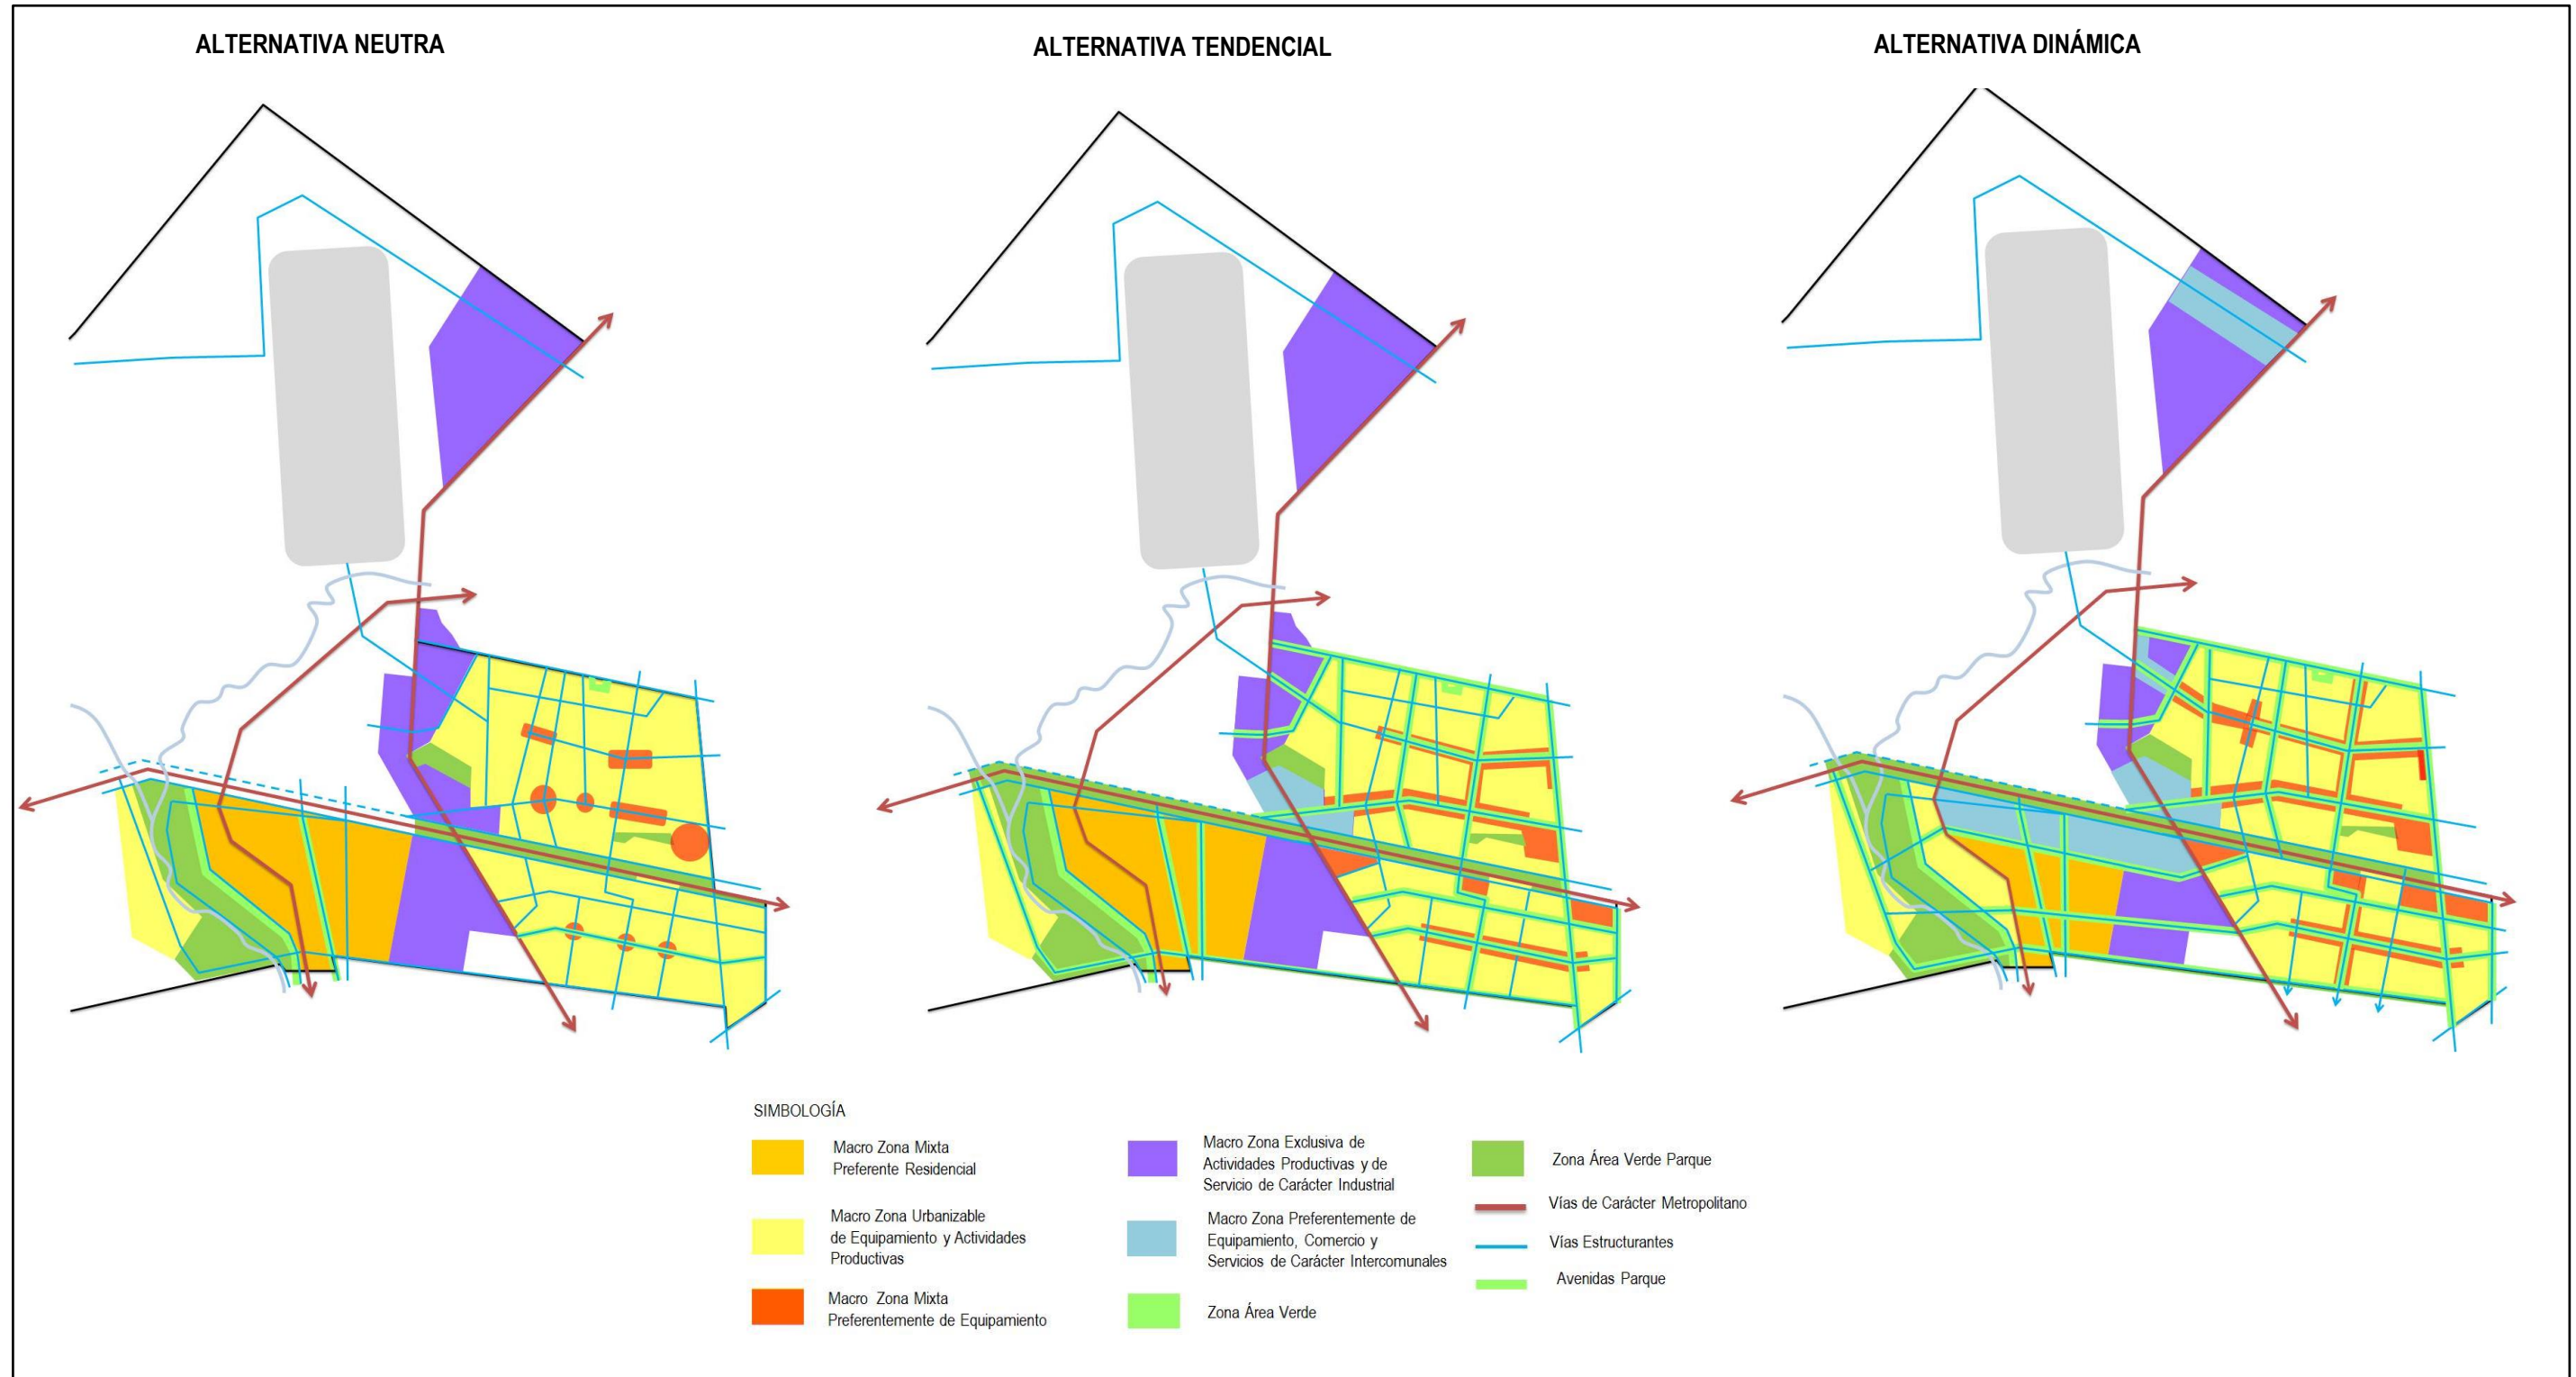 ALTERNATIVA NEUTRA
ALTERNATIVA TENDENCIAL
ALTERNATIVA DINÁMICA
SIMBOLOGÍA
Macro Zona Mixta
Preferente Residencial
Macro Zona Urbanizable
de Equipamiento y Actividades
Productivas
Macro Zona Mixta
Preferentemente de Equipamiento
Macro Zona Exclusiva de
Actividades Productivas y de
Servicio de Carácter Industrial
Macro Zona Preferentemente de
Equipamiento, Comercio y
Servicios de Carácter Intercomunales
Zona Área Verde
Zona Área Verde Parque
Vías de Carácter Metropolitano
Vías Estructurantes
Avenidas Parque